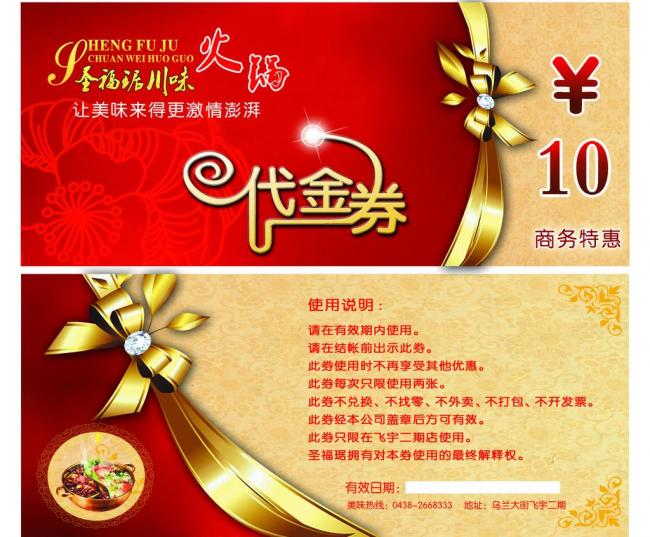 SHENG FU JU
CHUAN WEI HUO GUO
圣福琚川味火锅
让美味来得更激情澎湃
代金券
¥
10
商务特惠
使用说明：
请在有效期内使用。
请在结帐前出示此券。
此券使用时不再享受其他优惠。
此券每次只限使用两张。
此券不兑换、不找零、不外卖、不打包、不开发票。
此券经本公司盖章后方可有效。
此券只限在飞宇二期店使用。
圣福琚拥有对本券使用的最终解释权。
有效日期：
美味热线：0438-2668333 地址：乌兰大街飞宇二期